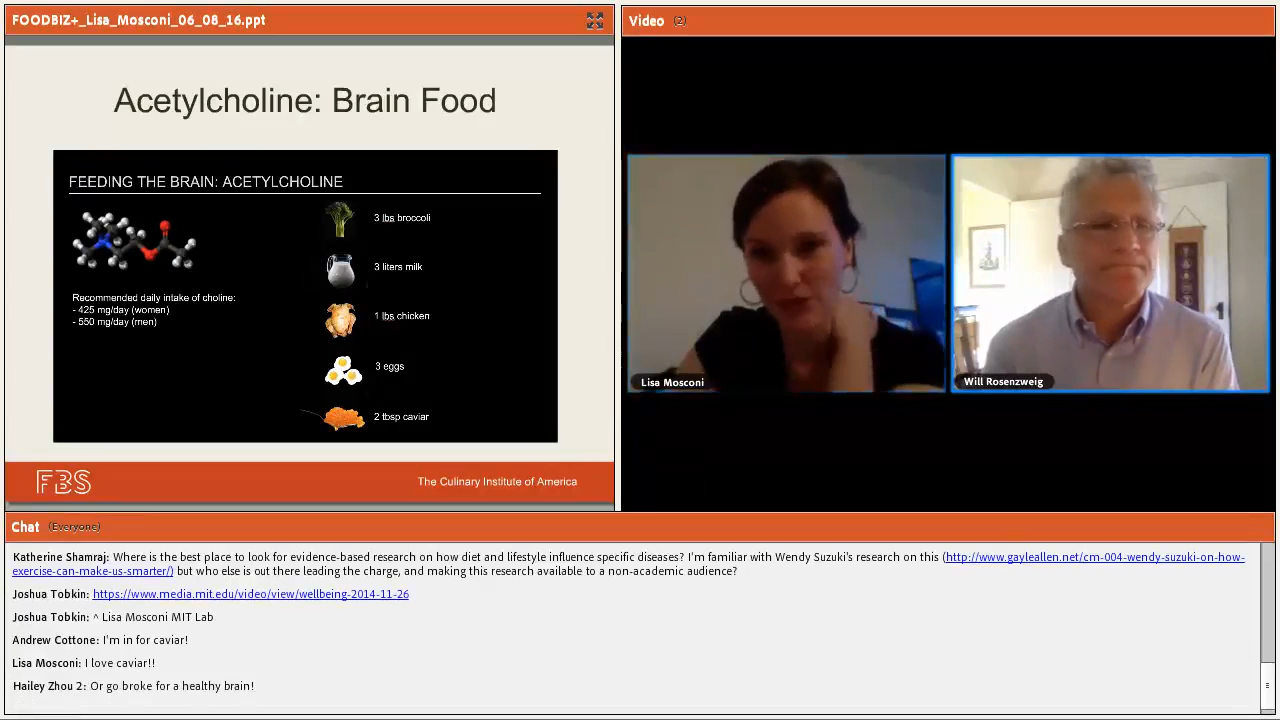 FOODBIZ+_Lisa_Mosconi_06_08_16.ppt
Acetylcholine: Brain Food
FEEDING THE BRAIN: ACETYLCHOLINE
Recommended daily intake of choline:
- 425 mg/day (women)
- 550 mg/day (men)
3 lbs broccoli
3 liters milk
1 lbs chicken
3 eggs
2 tbsp caviar
FBS
The Culinary Institute of America
Video (2)
Lisa Mosconi
Will Rosenzweig
Chat (Everyone)
Katherine Shamraj: Where is the best place to look for evidence-based research on how diet and lifestyle influence specific diseases? I'm familiar with Wendy Suzuki's research on this (http://www.gayleallen.net/cm-004-wendy-suzuki-on-how-
exercise-can-make-us-smarter/) but who else is out there leading the charge, and making this research available to a non-academic audience?
Joshua Tobkin: https://www.media.mit.edu/video/view/wellbeing-2014-11-26
Joshua Tobkin: ^ Lisa Mosconi MIT Lab
Andrew Cottone: I'm in for caviar!
Lisa Mosconi: I love caviar!!
Hailey Zhou 2: Or go broke for a healthy brain!